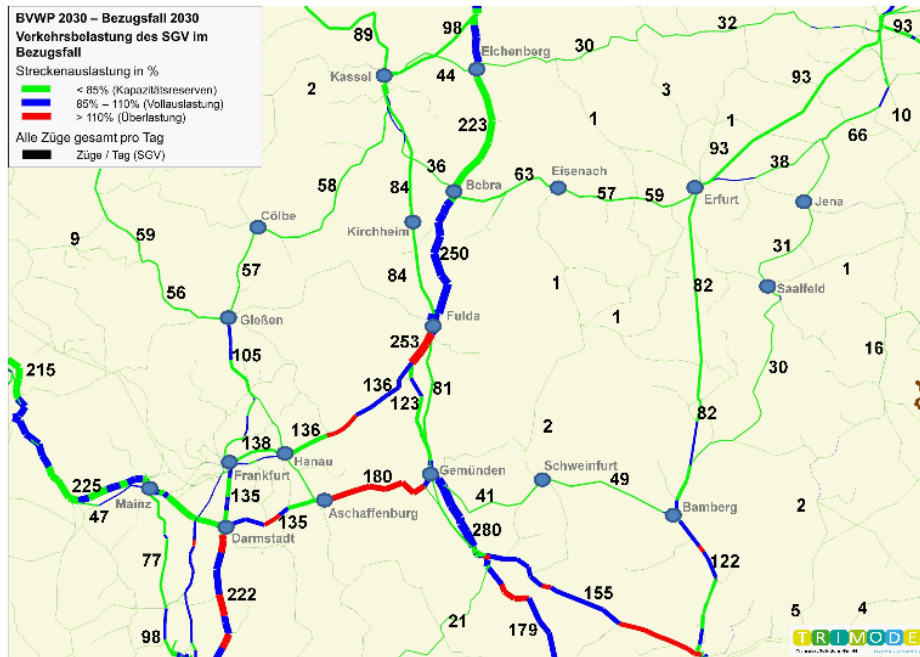 BVWP 2030 – Bezugsfall 2030
Verkehrsbelastung des SGV im
Bezugsfall
Streckenauslastung in %
< 85% (Kapazitätsreserven)
85% – 110% (Vollauslastung)
> 110% (Überlastung)
Alle Züge gesamt pro Tag
Züge / Tag (SGV)
89
98
32
93
Eichenberg
30
Kassel
44
2
3
93
10
223
1
1
66
93
38
36
63
Eisenach
58
84
Bebra
57
59
Erfurt
Jena
Cölbe
Kirchheim
9
59
250
31
57
84
1
1
82
Saalfeld
56
Gießen
Fulda
1
16
253
105
215
136
81
30
123
82
2
136
138
Hanau
Frankfurt
180
Gemünden
Schweinfurt
225
49
Mainz
135
41
2
47
Aschaffenburg
Bamberg
135
Darmstadt
280
77
122
222
155
21
5
4
98
179
TRIMODE